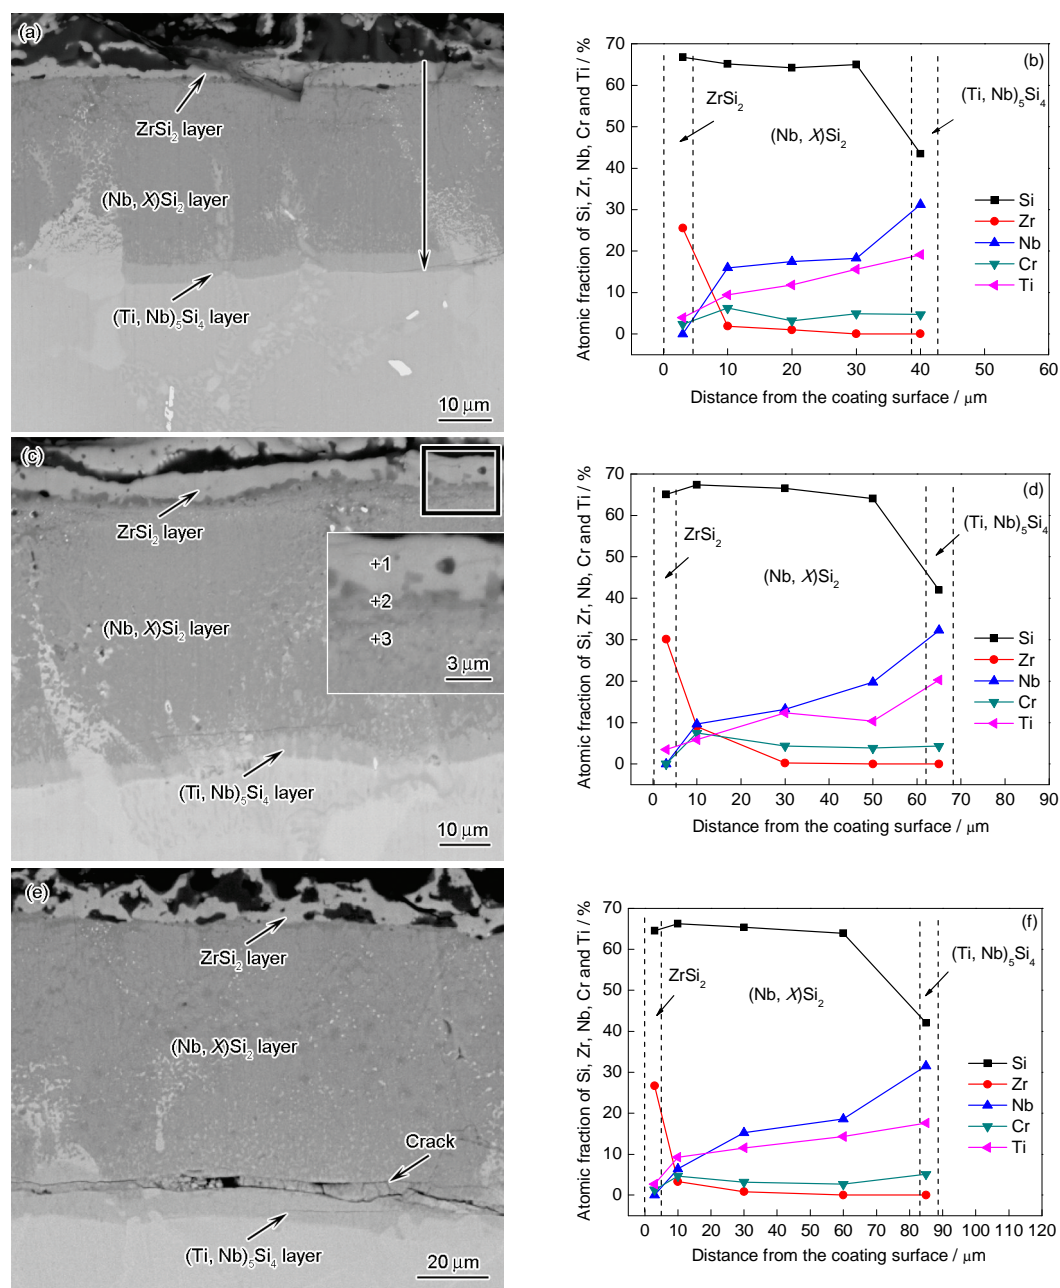 (a)
ZrSi₂ layer
(Nb, X)Si₂ layer
(Ti, Nb)₅Si₄ layer
10 μm
(b)
Atomic fraction of Si, Zr, Nb, Cr and Ti / %
70
60
50
40
30
20
10
0
ZrSi₂
(Nb, X)Si₂
(Ti, Nb)₅Si₄
Si
Zr
Nb
Cr
Ti
0 10 20 30 40 50 60
Distance from the coating surface / μm
(c)
ZrSi₂ layer
+1
+2
+3
3 μm
(Nb, X)Si₂ layer
(Ti, Nb)₅Si₄ layer
10 μm
(d)
Atomic fraction of Si, Zr, Nb, Cr and Ti / %
70
60
50
40
30
20
10
0
ZrSi₂
(Nb, X)Si₂
(Ti, Nb)₅Si₄
Si
Zr
Nb
Cr
Ti
0 10 20 30 40 50 60 70 80 90
Distance from the coating surface / μm
(e)
ZrSi₂ layer
(Nb, X)Si₂ layer
Crack
(Ti, Nb)₅Si₄ layer
20 μm
(f)
Atomic fraction of Si, Zr, Nb, Cr and Ti / %
70
60
50
40
30
20
10
0
ZrSi₂
(Nb, X)Si₂
(Ti, Nb)₅Si₄
Si
Zr
Nb
Cr
Ti
0 10 20 30 40 50 60 70 80 90 100 110 120
Distance from the coating surface / μm